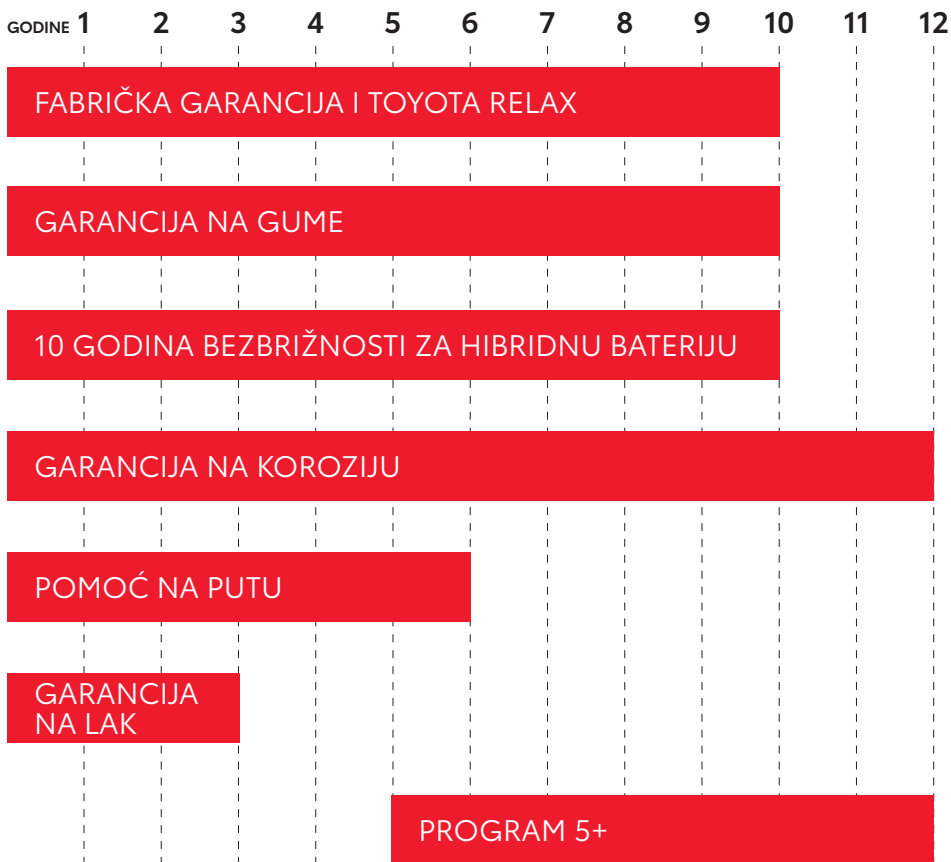 GODINE 1 2 3 4 5 6 7 8 9 10 11 12
FABRIČKA GARANCIJA I TOYOTA RELAX
GARANCIJA NA GUME
10 GODINA BEZBRIŽNOSTI ZA HIBRIDNU BATERIJU
GARANCIJA NA KOROZIJU
POMOĆ NA PUTU
GARANCIJA
NA LAK
PROGRAM 5+